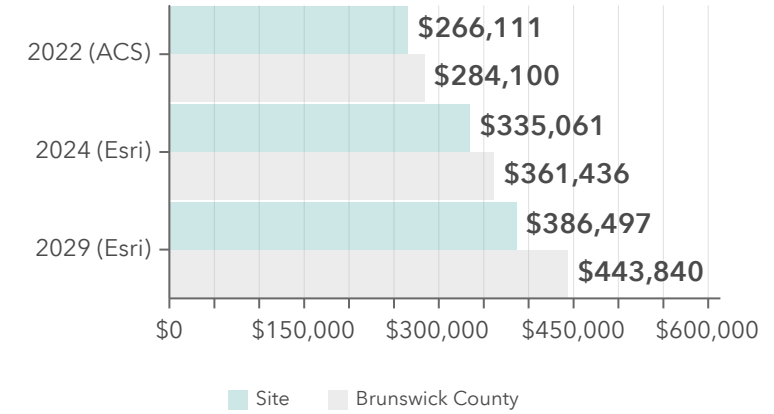 $266,111
2022 (ACS)
$284,100
$335,061
2024 (Esri)
$361,436
$386,497
2029 (Esri)
$443,840
$0 $150,000 $300,000 $450,000 $600,000
Site Brunswick County